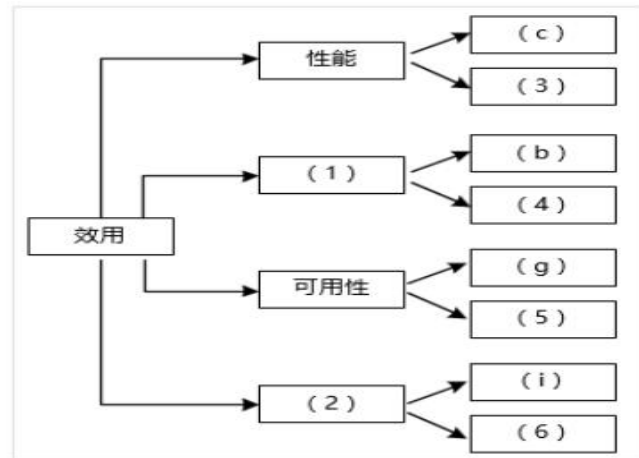 效用
性能
（c）
（3）
（1）
（b）
（4）
可用性
（g）
（5）
（2）
（i）
（6）